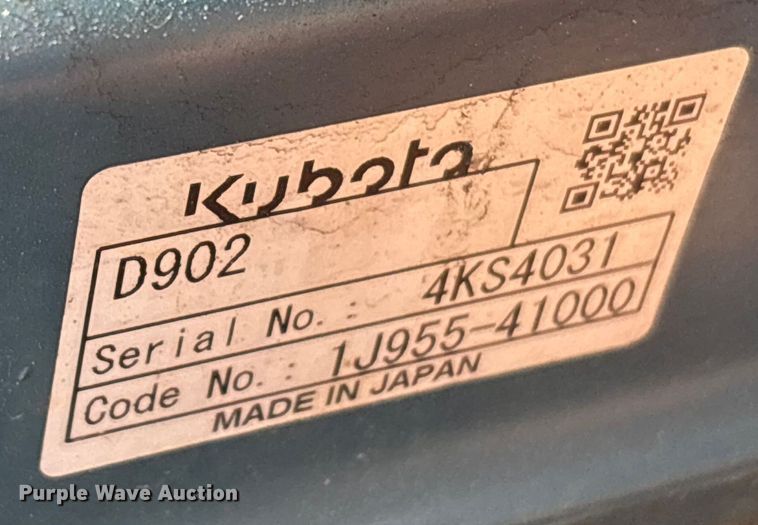 Kubota
D902
Serial No. : 4KS4031
Code No. : 1J955-41000
MADE IN JAPAN
Purple Wave Auction